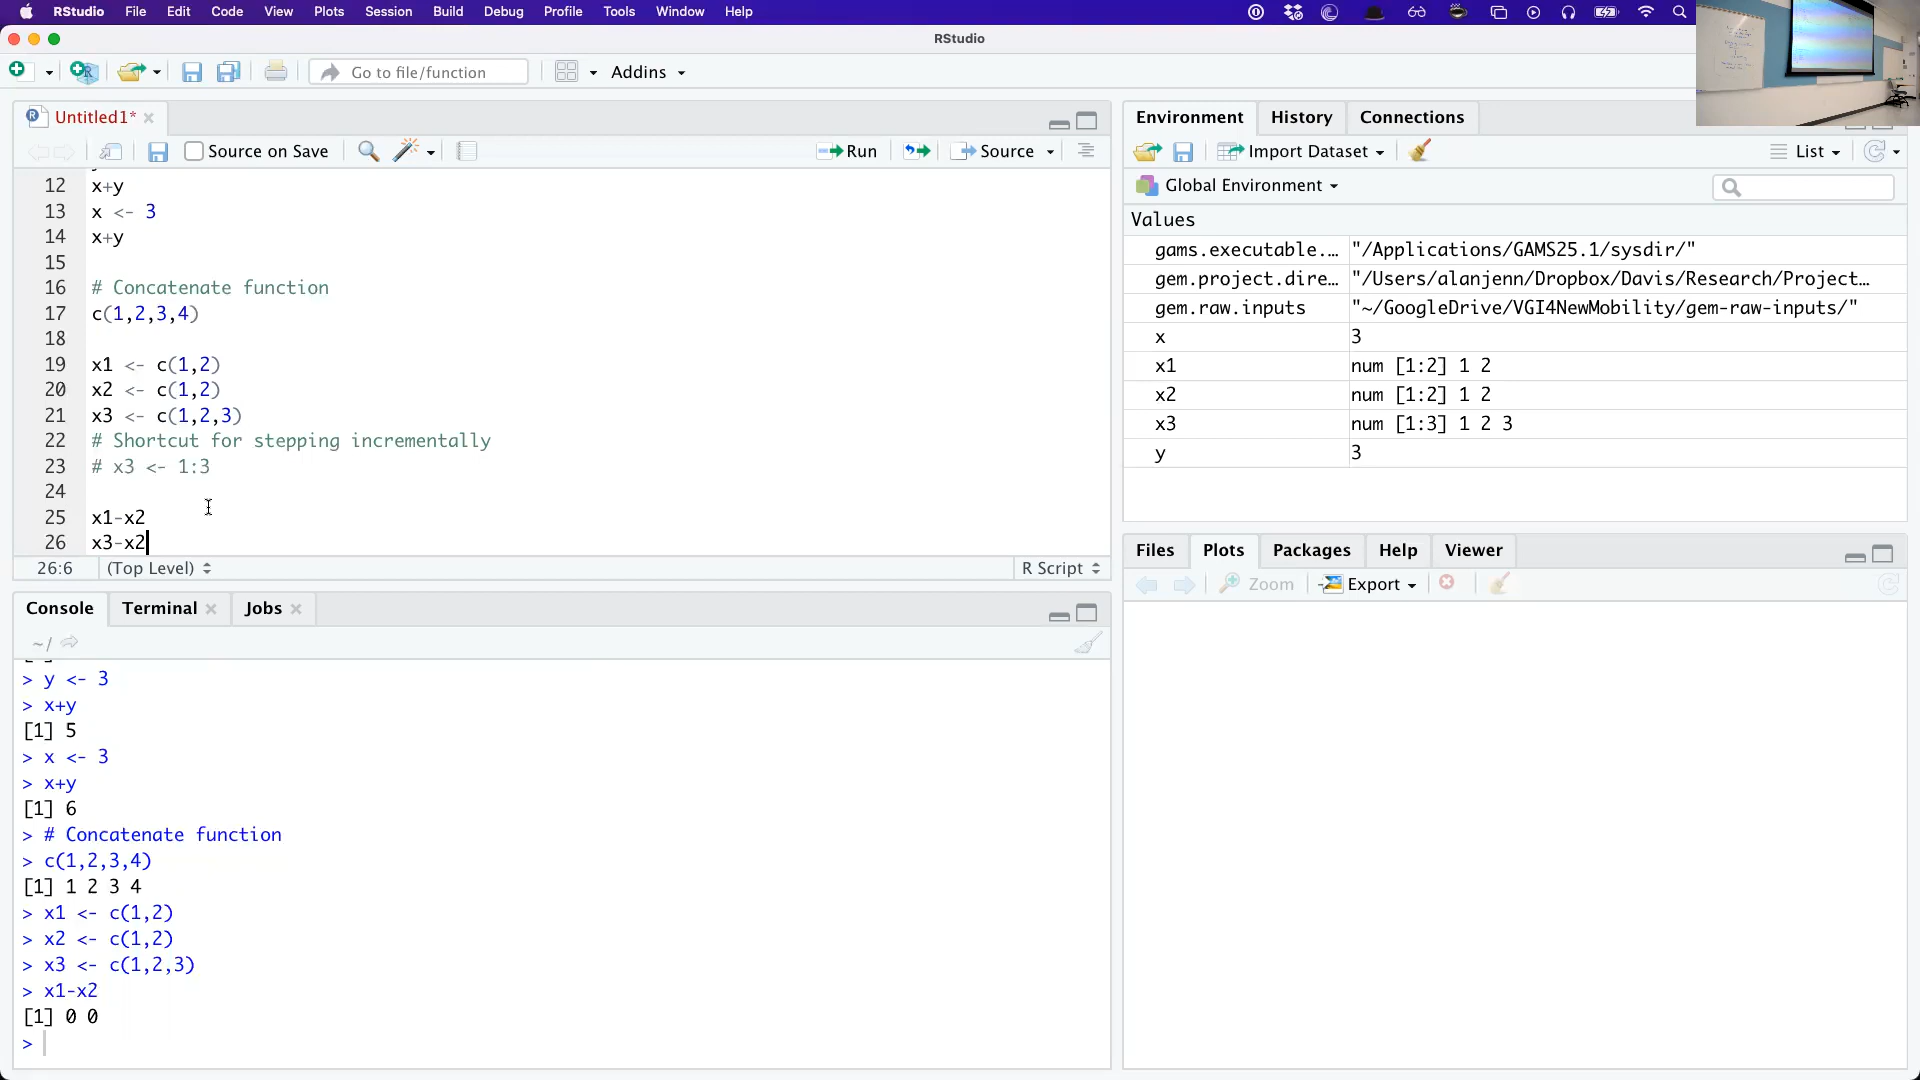 RStudio File Edit Code View Plots Session Build Debug Profile Tools Window Help
RStudio
Go to file/function
Addins
Untitled1*
Source on Save
Run
Source
12 x+y
13 x <- 3
14 x+y
15
16 # Concatenate function
17 c(1,2,3,4)
18
19 x1 <- c(1,2)
20 x2 <- c(1,2)
21 x3 <- c(1,2,3)
22 # Shortcut for stepping incrementally
23 # x3 <- 1:3
24
25 x1-x2
26 x3-x2
26:6 (Top Level) R Script
Console Terminal Jobs
~/
> y <- 3
> x+y
[1] 5
> x <- 3
> x+y
[1] 6
> # Concatenate function
> c(1,2,3,4)
[1] 1 2 3 4
> x1 <- c(1,2)
> x2 <- c(1,2)
> x3 <- c(1,2,3)
> x1-x2
[1] 0 0
>
Environment History Connections
Import Dataset List
Global Environment
Values
gams.executable.… "/Applications/GAMS25.1/sysdir/"
gem.project.dire… "/Users/alanjenn/Dropbox/Davis/Research/Project…
gem.raw.inputs "~/GoogleDrive/VGI4NewMobility/gem-raw-inputs/"
x 3
x1 num [1:2] 1 2
x2 num [1:2] 1 2
x3 num [1:3] 1 2 3
y 3
Files Plots Packages Help Viewer
Zoom Export